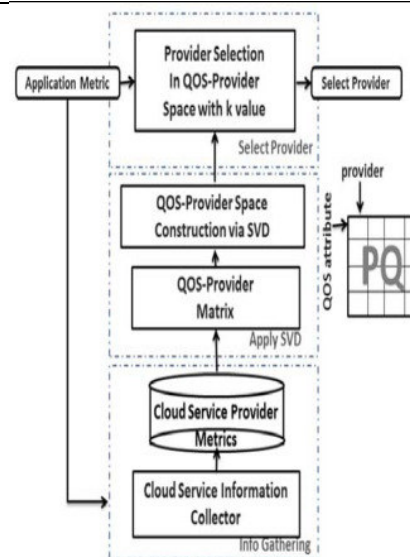 Provider Selection
In QOS-Provider
Space with k value
Application Metric
Select Provider
Select Provider
QOS-Provider Space
Construction via SVD
provider
QOS attribute
PQ
QOS-Provider
Matrix
Apply SVD
Cloud Service Provider
Metrics
Cloud Service Information
Collector
Info Gathering